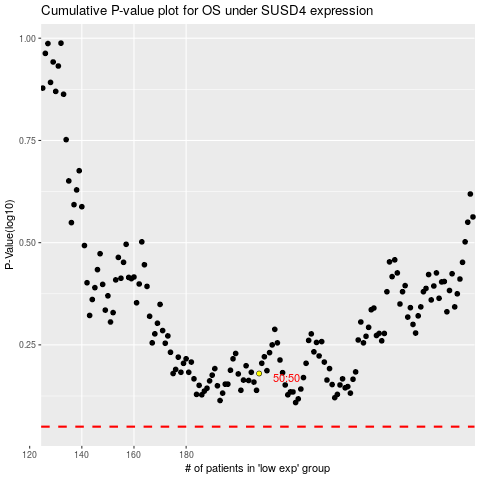 Cumulative P-value plot for OS under SUSD4 expression
P-Value(log10)
1.00
0.75
0.50
0.25
50:50
120 140 160 180
# of patients in 'low exp' group